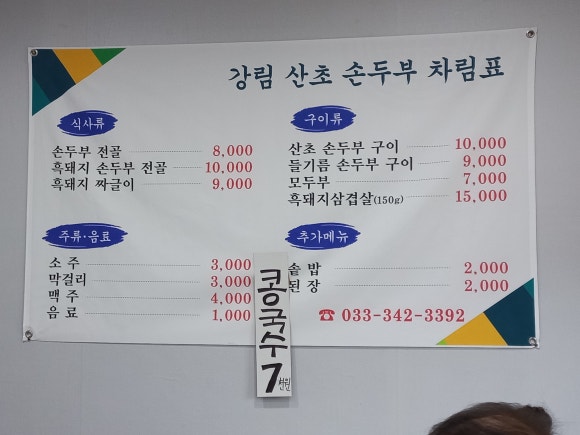 강림 산초 손두부 차림표
식사류
손두부 전골 8,000
흑돼지 손두부 전골 10,000
흑돼지 짜글이 9,000
구이류
산초 손두부 구이 10,000
들기름 손두부 구이 9,000
모두부 7,000
흑돼지삼겹살(150g) 15,000
주류·음료
소 주 3,000
막걸리 3,000
맥 주 4,000
음 료 1,000
추가메뉴
솥 밥 2,000
된 장 2,000
☎ 033-342-3392
콩국수 7천원